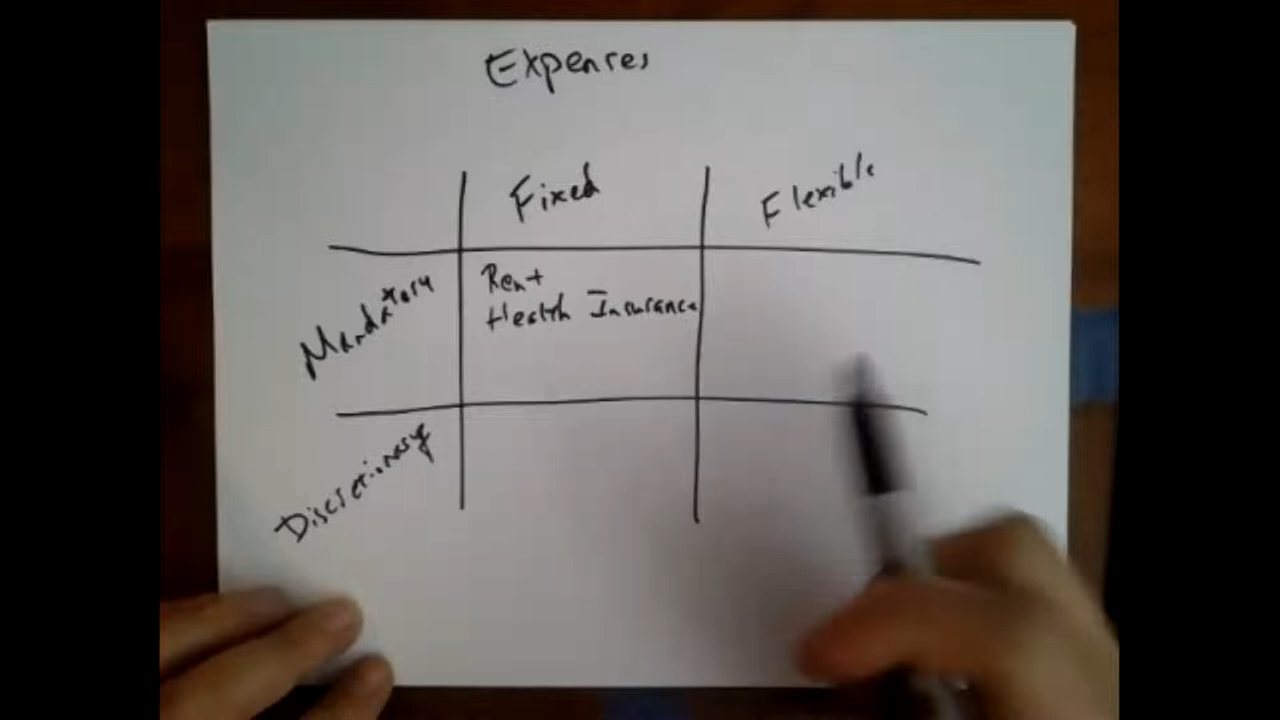 Expenses
Fixed
Flexible
Mandatory
Rent
Health Insurance
Discretionary